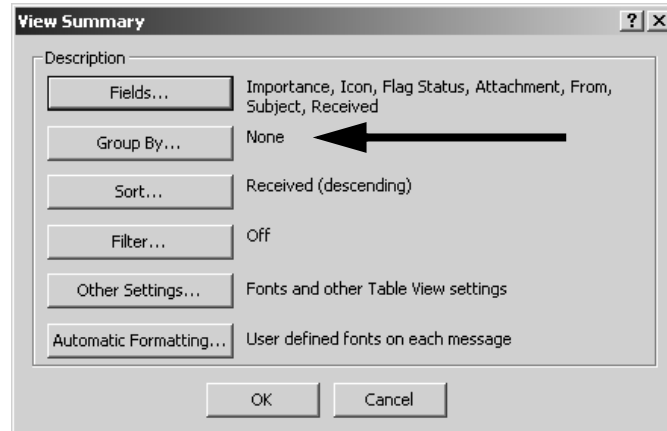 View Summary
Description
Fields...
Importance, Icon, Flag Status, Attachment, From,
Subject, Received
Group By...
None
Sort...
Received (descending)
Filter...
Off
Other Settings...
Fonts and other Table View settings
Automatic Formatting...
User defined fonts on each message
OK
Cancel